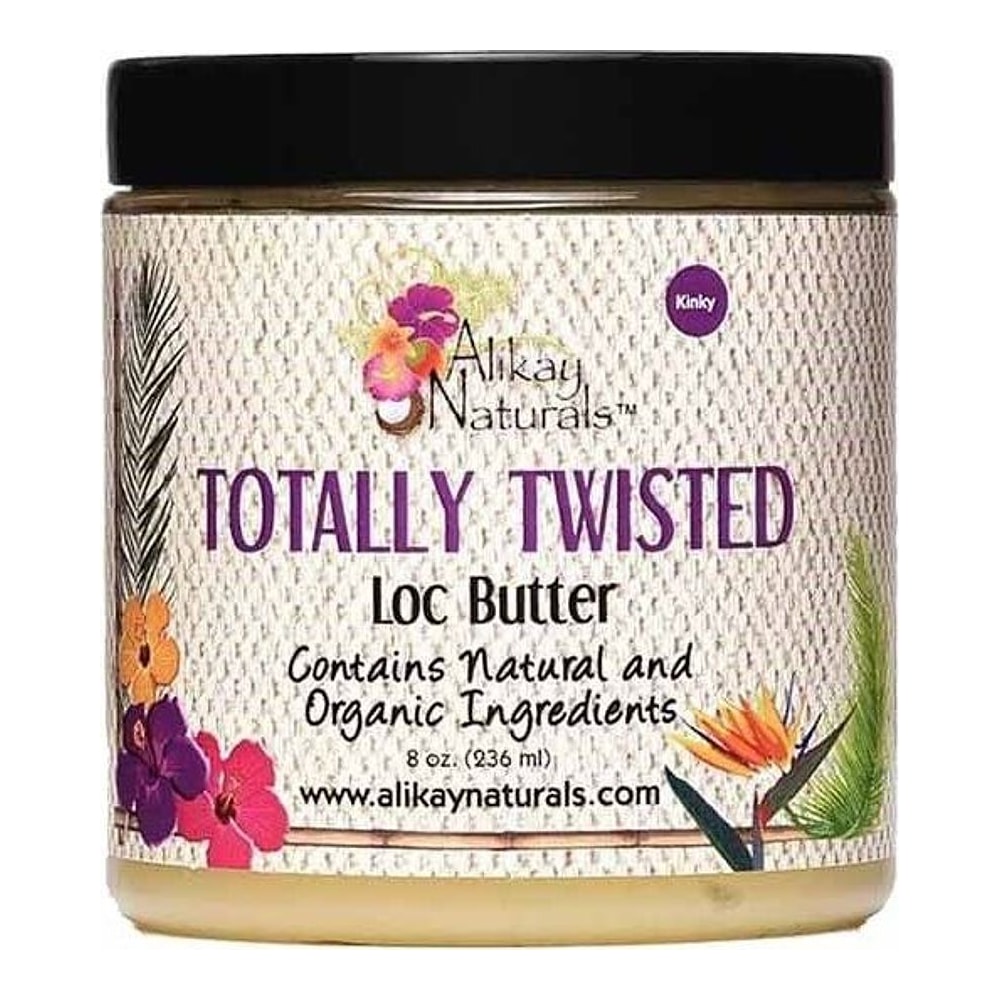 Kinky
Alikay
Naturals™
TOTALLY TWISTED
Loc Butter
Contains Natural and
Organic Ingredients
8 oz. (236 ml)
www.alikaynaturals.com